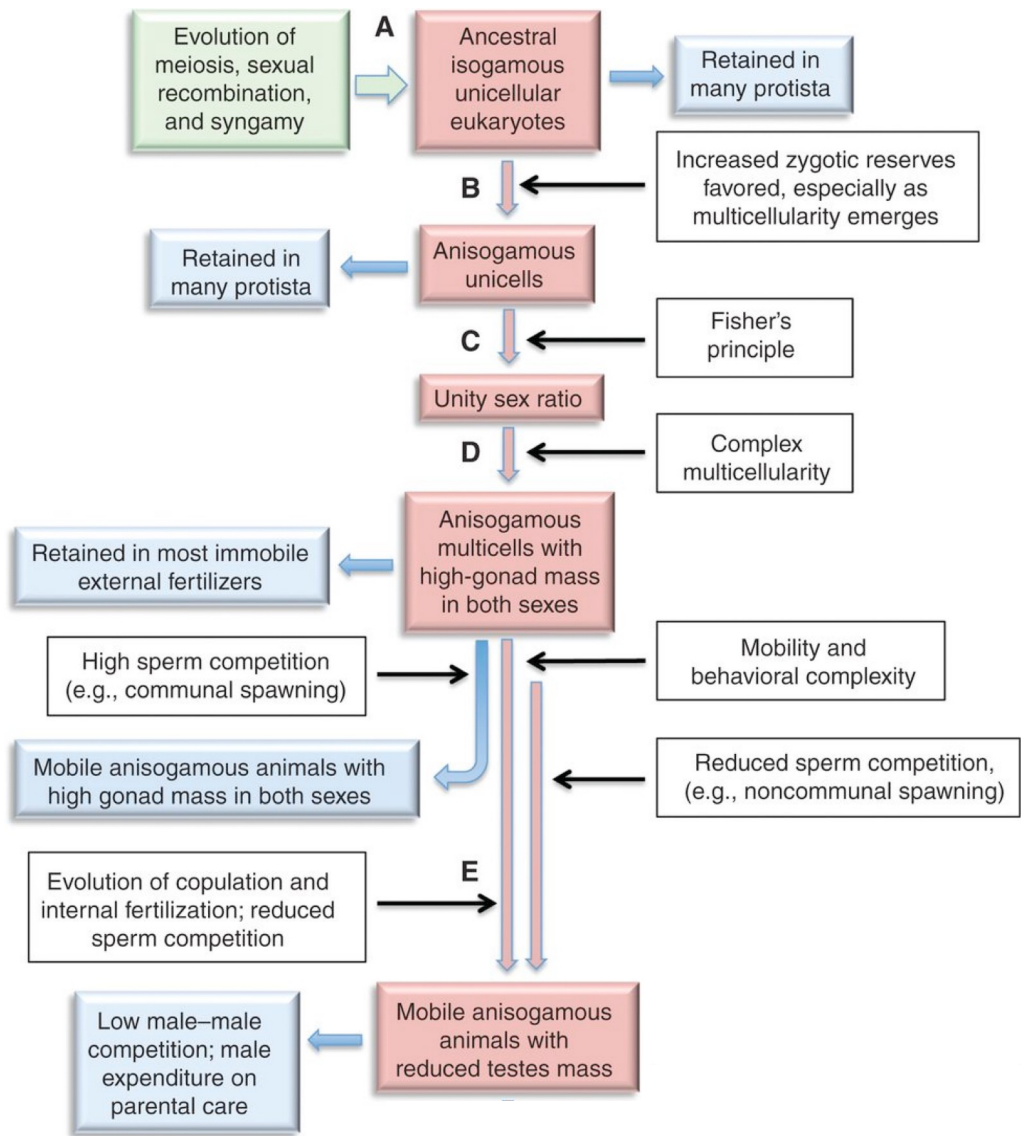 Evolution of
meiosis, sexual
recombination,
and syngamy
A
Ancestral
isogamous
unicellular
eukaryotes
Retained in
many protista
B
Increased zygotic reserves
favored, especially as
multicellularity emerges
Retained in
many protista
Anisogamous
unicells
C
Fisher’s
principle
Unity sex ratio
D
Complex
multicellularity
Anisogamous
multicells with
high-gonad mass
in both sexes
Retained in most immobile
external fertilizers
High sperm competition
(e.g., communal spawning)
Mobility and
behavioral complexity
Mobile anisogamous animals with
high gonad mass in both sexes
Reduced sperm competition,
(e.g., noncommunal spawning)
E
Evolution of copulation and
internal fertilization; reduced
sperm competition
Mobile anisogamous
animals with
reduced testes mass
Low male–male
competition; male
expenditure on
parental care